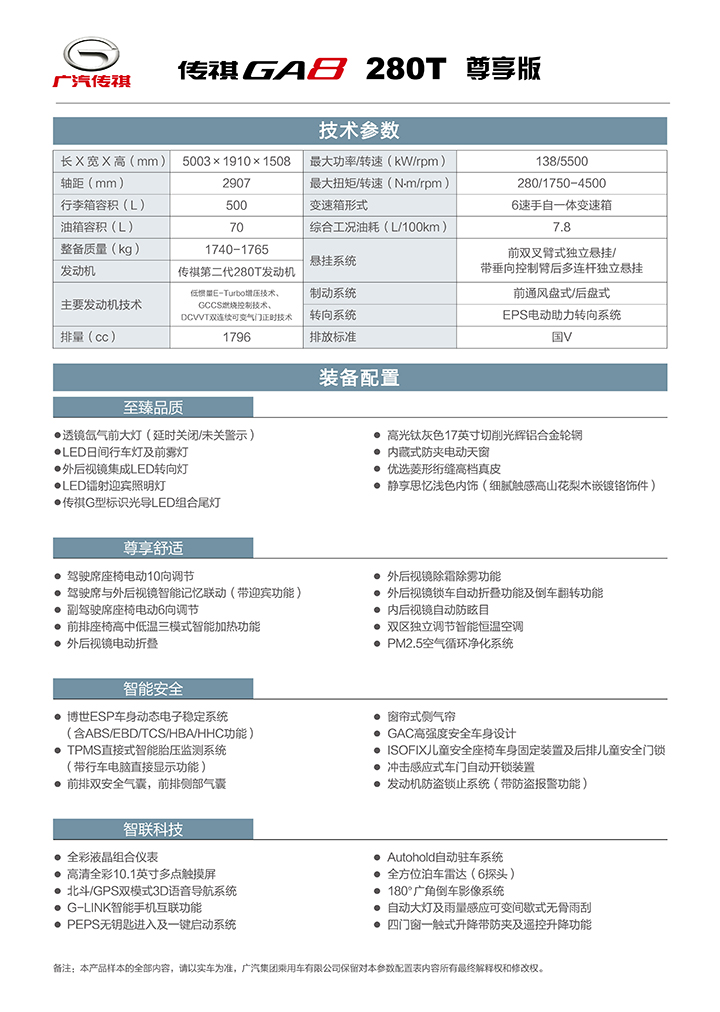 广汽传祺
传祺GA8 280T 尊享版
技术参数
长 X 宽 X 高（mm） 5003×1910×1508 最大功率/转速（kW/rpm） 138/5500
轴距（mm） 2907 最大扭矩/转速（N·m/rpm） 280/1750-4500
行李箱容积（L） 500 变速箱形式 6速手自一体变速箱
油箱容积（L） 70 综合工况油耗（L/100km） 7.8
整备质量（kg） 1740-1765
悬挂系统 前双叉臂式独立悬挂/
带垂向控制臂后多连杆独立悬挂
发动机 传祺第二代280T发动机
主要发动机技术 低惯量E-Turbo增压技术、
GCCS燃烧控制技术、
DCVVT双连续可变气门正时技术
制动系统 前通风盘式/后盘式
转向系统 EPS电动助力转向系统
排量（cc） 1796 排放标准 国V
装备配置
至臻品质
●透镜氙气前大灯（延时关闭/未关警示）
●LED日间行车灯及前雾灯
●外后视镜集成LED转向灯
●LED镭射迎宾照明灯
●传祺G型标识光导LED组合尾灯
● 高光钛灰色17英寸切削光辉铝合金轮辋
● 内藏式防夹电动天窗
● 优选菱形绗缝高档真皮
● 静享思忆浅色内饰（细腻触感高山花梨木嵌镀铬饰件）
尊享舒适
● 驾驶席座椅电动10向调节
● 驾驶席与外后视镜智能记忆联动（带迎宾功能）
● 副驾驶席座椅电动6向调节
● 前排座椅高中低温三模式智能加热功能
● 外后视镜电动折叠
● 外后视镜除霜除雾功能
● 外后视镜锁车自动折叠功能及倒车翻转功能
● 内后视镜自动防眩目
● 双区独立调节智能恒温空调
● PM2.5空气循环净化系统
智能安全
● 博世ESP车身动态电子稳定系统
（含ABS/EBD/TCS/HBA/HHC功能）
● TPMS直接式智能胎压监测系统
（带行车电脑直接显示功能）
● 前排双安全气囊，前排侧部气囊
● 窗帘式侧气帘
● GAC高强度安全车身设计
● ISOFIX儿童安全座椅车身固定装置及后排儿童安全门锁
● 冲击感应式车门自动开锁装置
● 发动机防盗锁止系统（带防盗报警功能）
智联科技
● 全彩液晶组合仪表
● 高清全彩10.1英寸多点触摸屏
● 北斗/GPS双模式3D语音导航系统
● G-LINK智能手机互联功能
● PEPS无钥匙进入及一键启动系统
● Autohold自动驻车系统
● 全方位泊车雷达（6探头）
● 180°广角倒车影像系统
● 自动大灯及雨量感应可变间歇式无骨雨刮
● 四门窗一触式升降带防夹及遥控升降功能
备注：本产品样本的全部内容，请以实车为准，广汽集团乘用车有限公司保留对本参数配置表内容所有最终解释权和修改权。